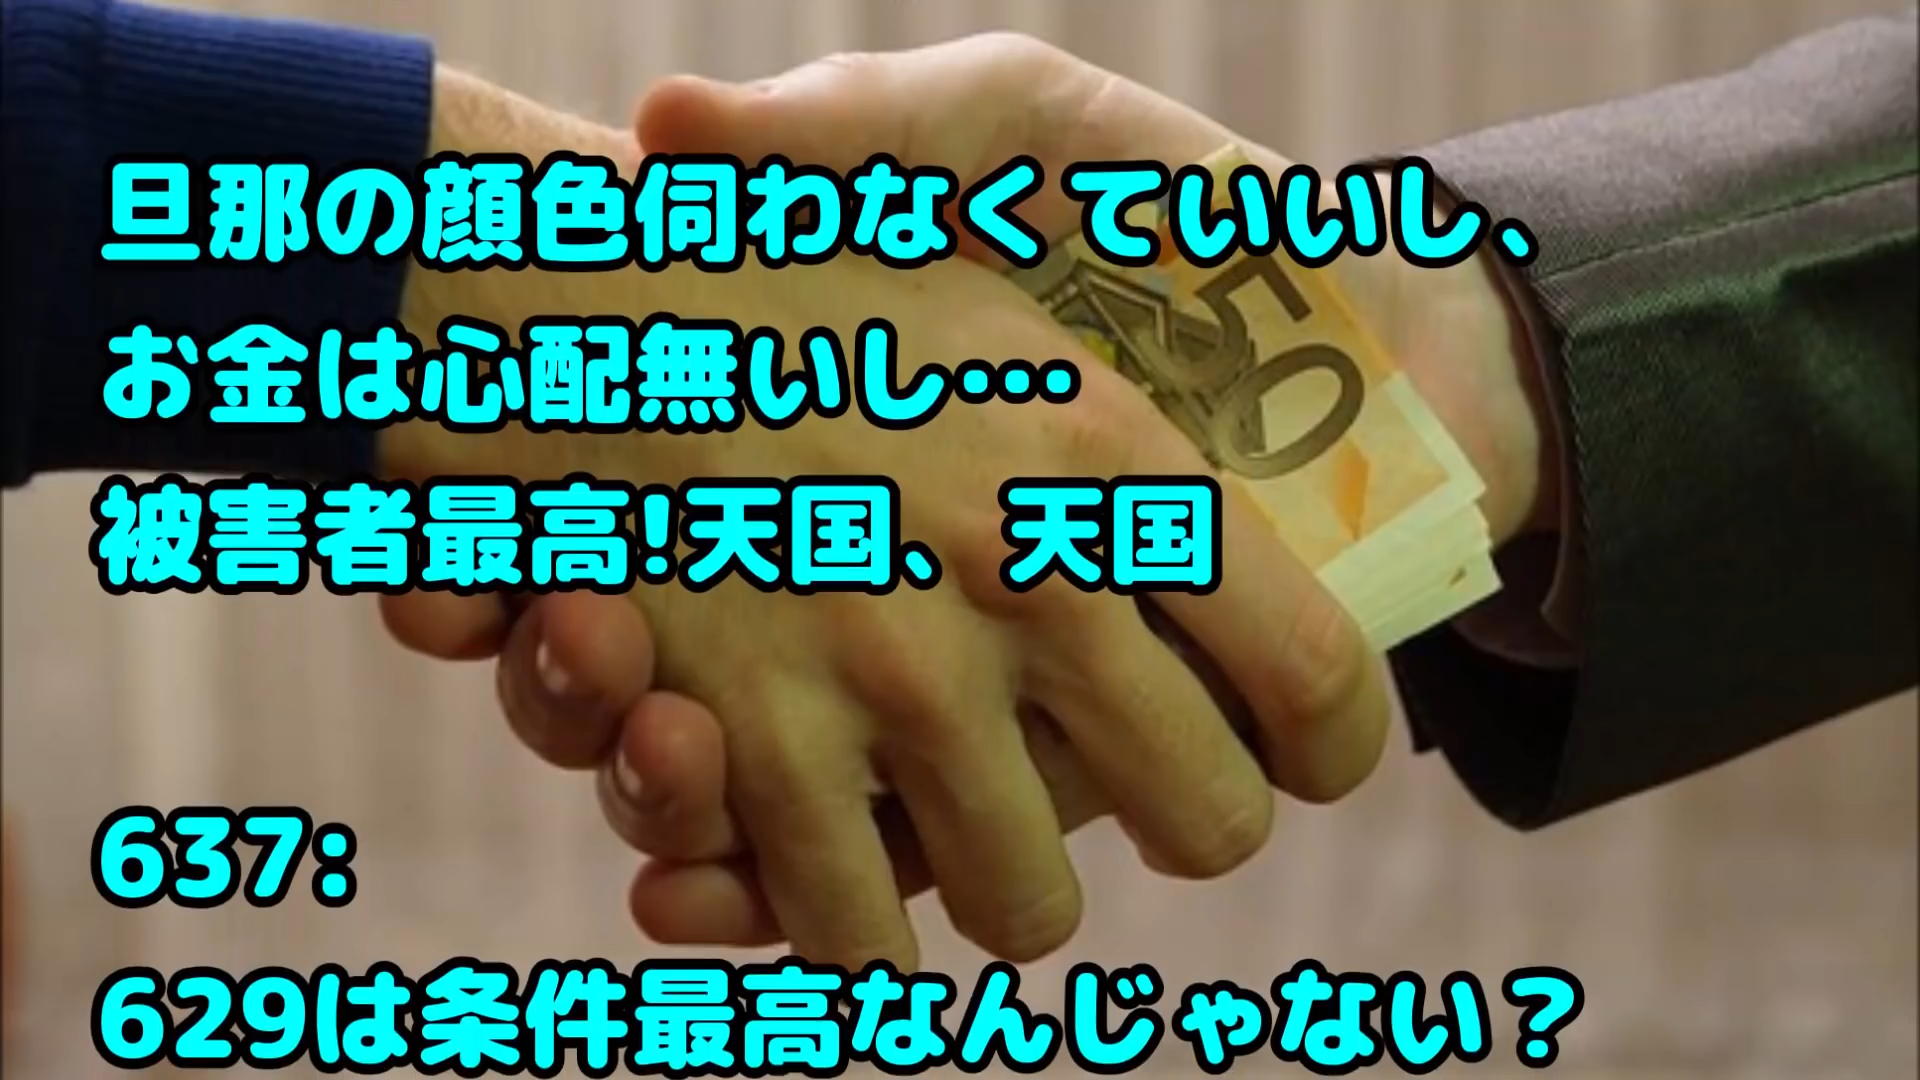 旦那の顔色伺わなくていいし、
お金は心配無いし…
被害者最高!天国、天国
637:
629は条件最高なんじゃない？
50